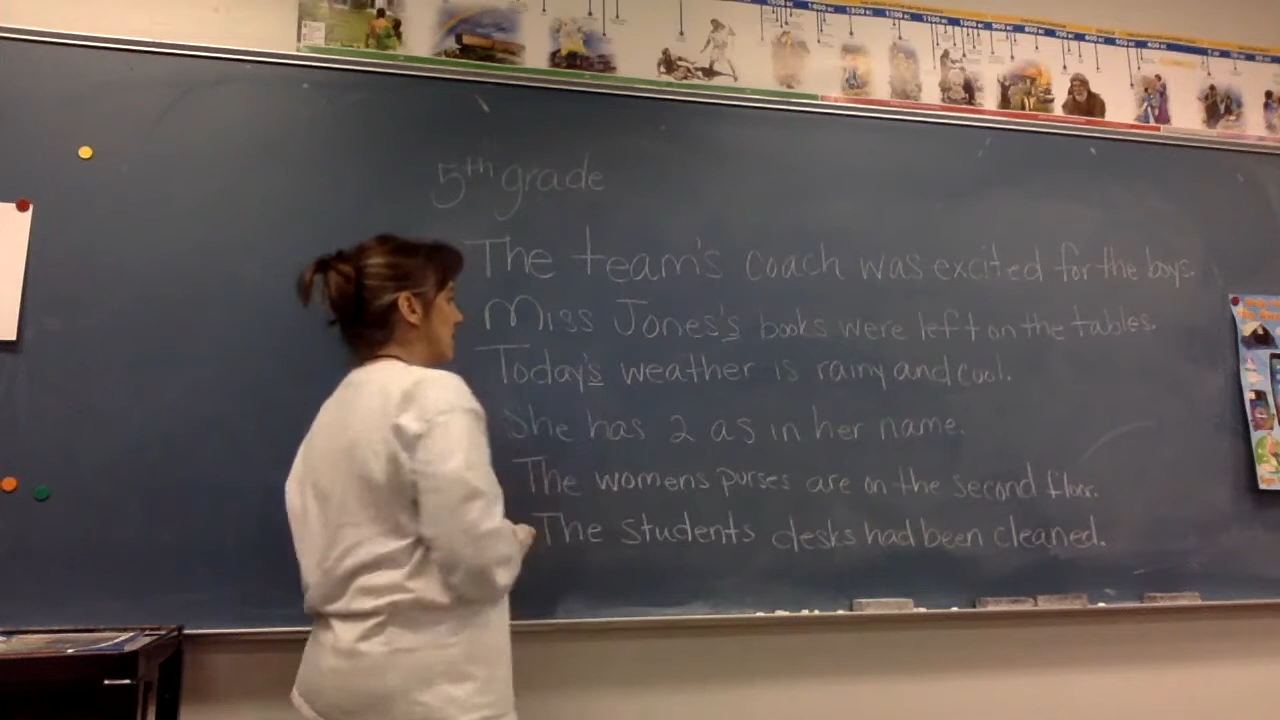 5th grade
The team's coach was excited for the boys.
Miss Jones's books were left on the tables.
Today's weather is rainy and cool.
She has 2 as in her name.
The womens purses are on the second floor.
The students desks had been cleaned.